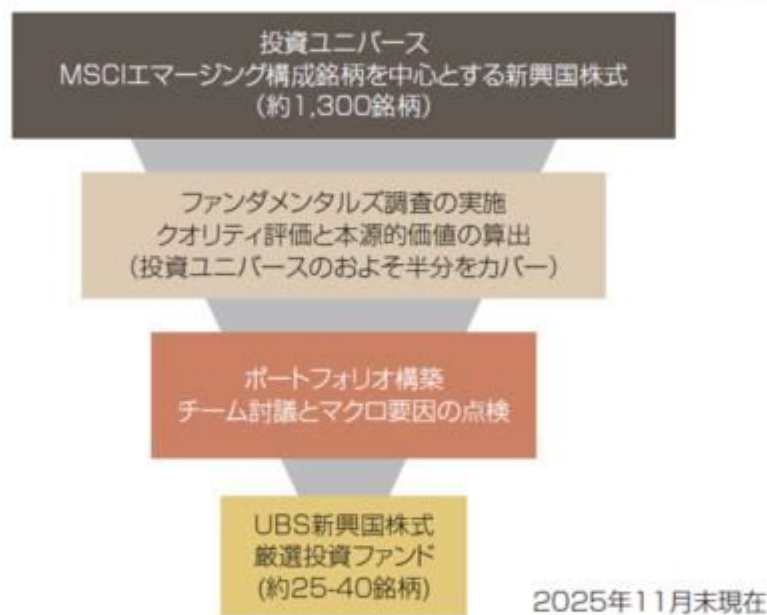 投資ユニバース
MSCIエマージング構成銘柄を中心とする新興国株式
(約1,300銘柄)
ファンダメンタルズ調査の実施
クオリティ評価と本源的価値の算出
(投資ユニバースのおよそ半分をカバー)
ポートフォリオ構築
チーム討議とマクロ要因の点検
UBS新興国株式
厳選投資ファンド
(約25-40銘柄)
2025年11月末現在